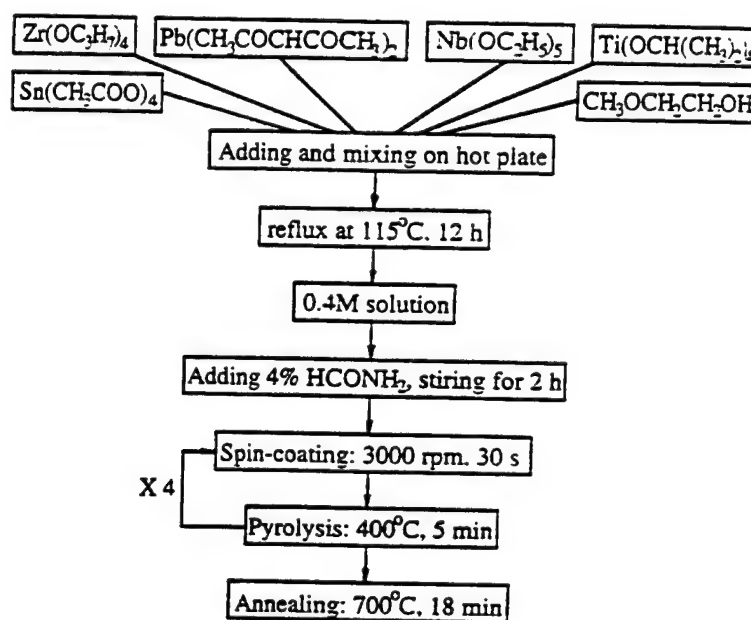 Zr(OC₃H₇)₄
Pb(CH₃COCHCOCH₃)₂
Nb(OC₂H₅)₅
Ti(OCH(CH₃)₂)₄
Sn(CH₃COO)₄
CH₃OCH₂CH₂OH
Adding and mixing on hot plate
reflux at 115°C. 12 h
0.4M solution
Adding 4% HCONH₂, stiring for 2 h
Spin-coating: 3000 rpm. 30 s
X 4
Pyrolysis: 400°C, 5 min
Annealing: 700°C, 18 min